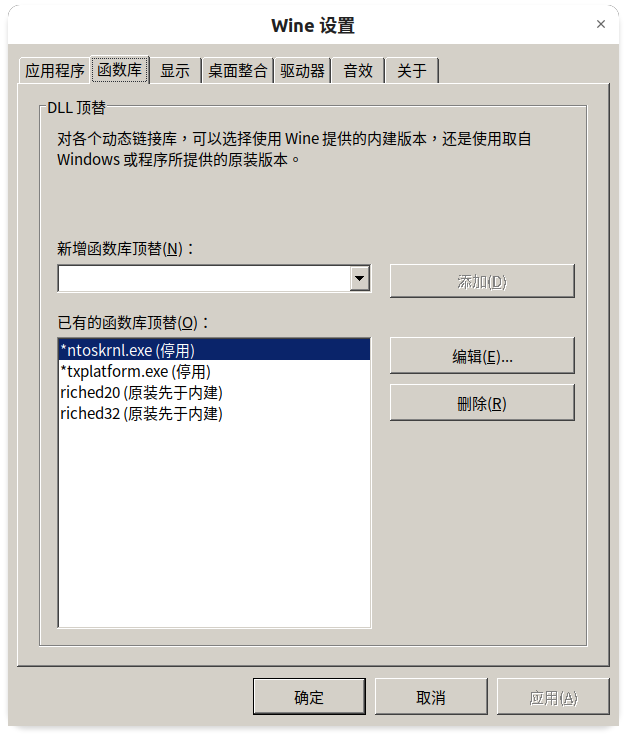 Wine 设置
×
应用程序 函数库 显示 桌面整合 驱动器 音效 关于
DLL 顶替
对各个动态链接库，可以选择使用 Wine 提供的内建版本，还是使用取自
Windows 或程序所提供的原装版本。
新增函数库顶替(N)：
添加(D)
已有的函数库顶替(O)：
*ntoskrnl.exe (停用)
*txplatform.exe (停用)
riched20 (原装先于内建)
riched32 (原装先于内建)
编辑(E)...
删除(R)
确定 取消 应用(A)